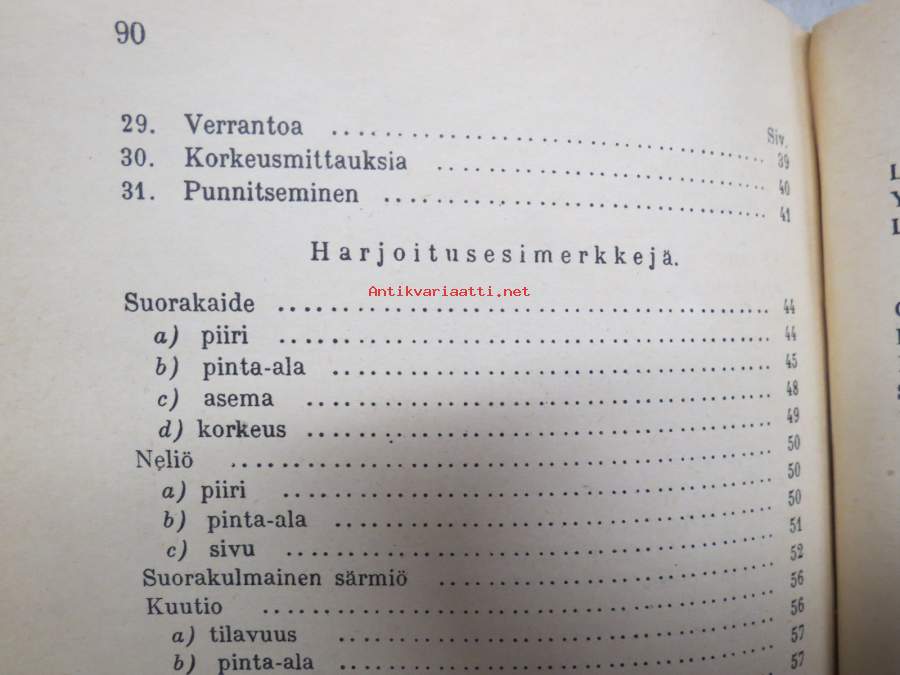 90
Siv.
29. Verrantoa ........................ 39
30. Korkeusmittauksia ........................ 40
31. Punnitseminen ........................ 41
Harjoitusesimerkkejä.
Antikvariaatti.net
Suorakaide ........................ 44
a) piiri ........................ 44
b) pinta-ala ........................ 45
c) asema ........................ 48
d) korkeus ........................ 49
Neliö ........................ 50
a) piiri ........................ 50
b) pinta-ala ........................ 50
c) sivu ........................ 51
Suorakulmainen särmiö ........................ 52
Kuutio ........................ 56
a) tilavuus ........................ 56
b) pinta-ala ........................ 57
57